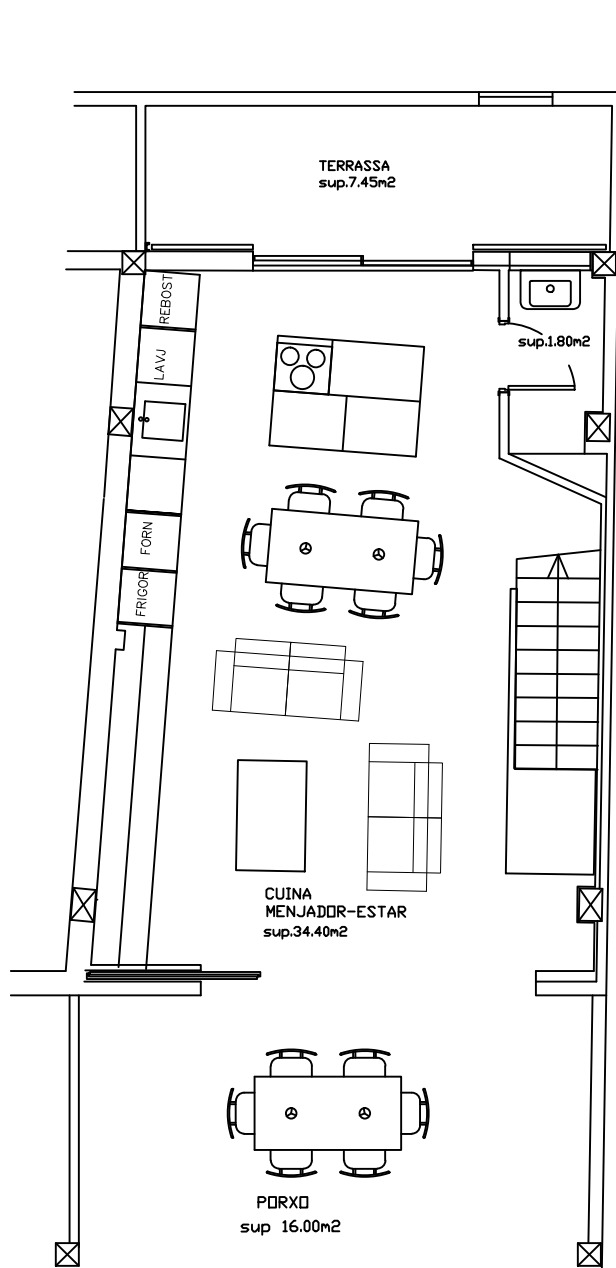 TERRASSA
sup.7.45m2
REBOST
sup.1.80m2
LAVJ
FORN
FRIGOR
CUINA
MENJADOR-ESTAR
sup.34.40m2
PORXO
sup 16.00m2